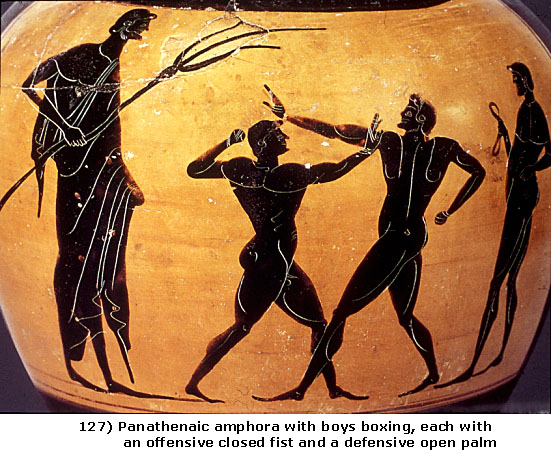 127) Panathenaic amphora with boys boxing, each with
an offensive closed fist and a defensive open palm